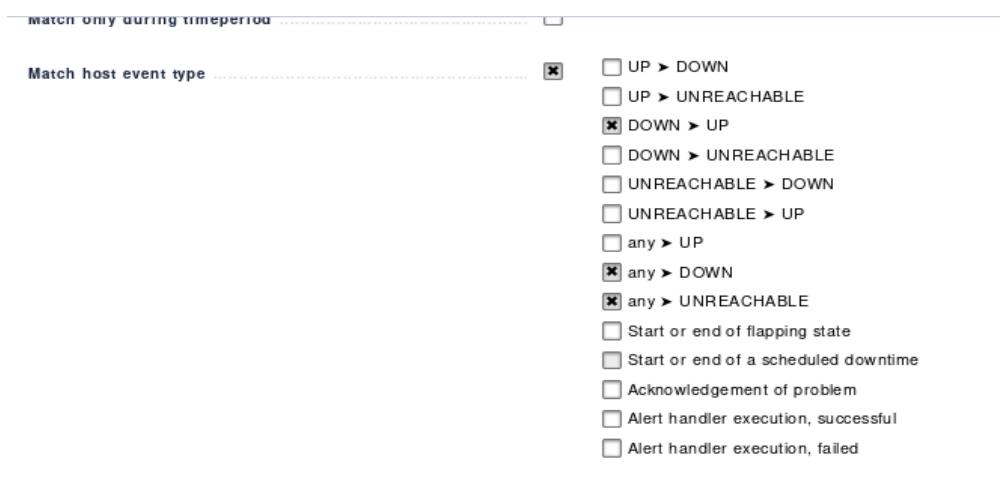 Match only during timeperiod
Match host event type
UP ➤ DOWN
UP ➤ UNREACHABLE
DOWN ➤ UP
DOWN ➤ UNREACHABLE
UNREACHABLE ➤ DOWN
UNREACHABLE ➤ UP
any ➤ UP
any ➤ DOWN
any ➤ UNREACHABLE
Start or end of flapping state
Start or end of a scheduled downtime
Acknowledgement of problem
Alert handler execution, successful
Alert handler execution, failed